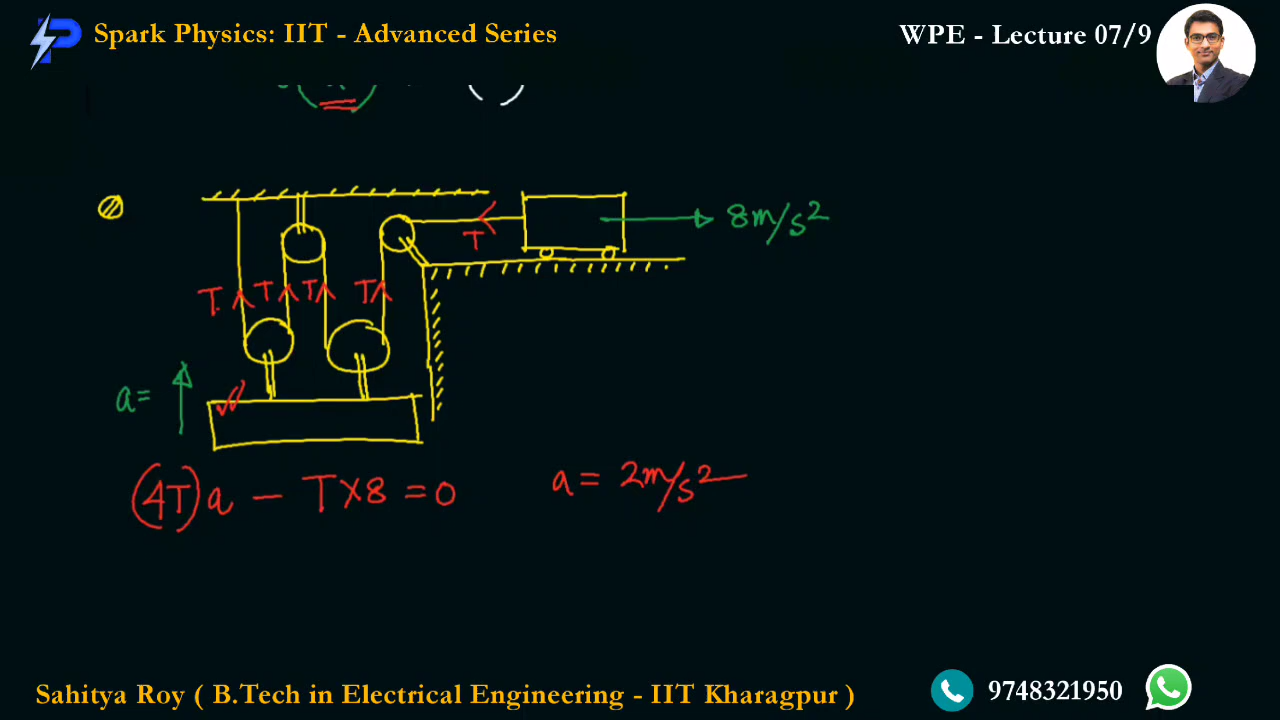 Spark Physics: IIT - Advanced Series
WPE - Lecture 07/9
8m/s²
T
T T T T
a=
(4T)a - T×8 = 0
a = 2m/s²
Sahitya Roy ( B.Tech in Electrical Engineering - IIT Kharagpur )
9748321950